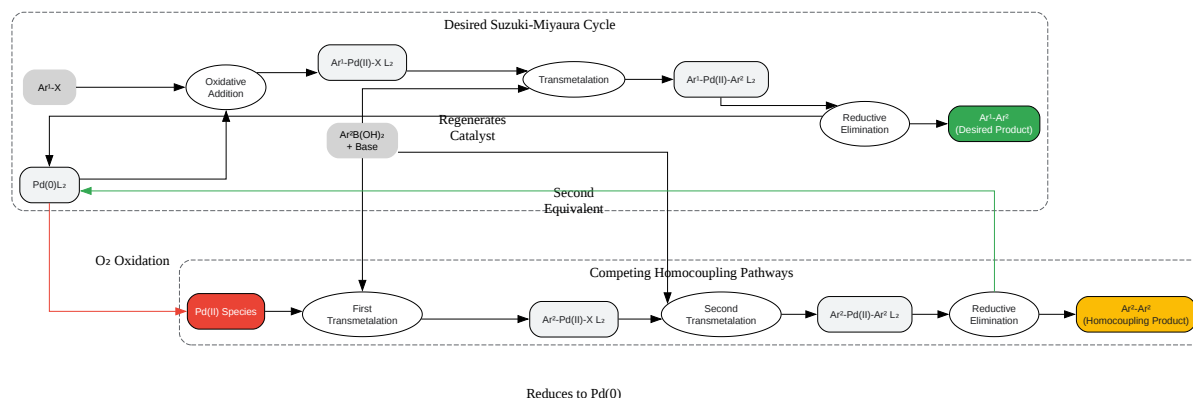 Desired Suzuki-Miyaura Cycle
Ar¹-X
Oxidative
Addition
Ar¹-Pd(II)-X L₂
Transmetalation
Ar¹-Pd(II)-Ar² L₂
Reductive
Elimination
Ar¹-Ar²
(Desired Product)
Regenerates
Catalyst
Ar²B(OH)₂
+ Base
Pd(0)L₂
Second
Equivalent
O₂ Oxidation
Competing Homocoupling Pathways
Pd(II) Species
First
Transmetalation
Ar²-Pd(II)-X L₂
Second
Transmetalation
Ar²-Pd(II)-Ar² L₂
Reductive
Elimination
Ar²-Ar²
(Homocoupling Product)
Reduces to Pd(0)